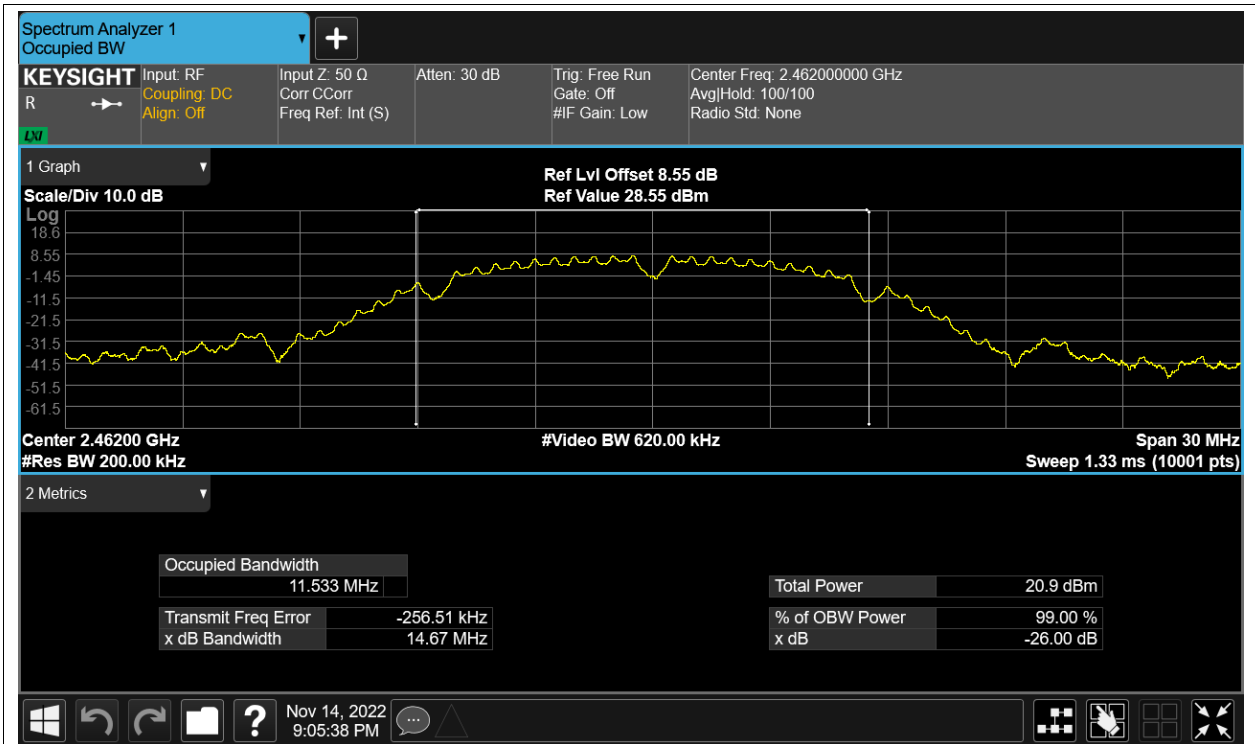 Spectrum Analyzer 1
Occupied BW
KEYSIGHT
R
LXI
Input: RF
Coupling: DC
Align: Off
Input Z: 50 Ω
Corr CCorr
Freq Ref: Int (S)
Atten: 30 dB
Trig: Free Run
Gate: Off
#IF Gain: Low
Center Freq: 2.462000000 GHz
Avg|Hold: 100/100
Radio Std: None
1 Graph
Scale/Div 10.0 dB
Ref Lvl Offset 8.55 dB
Ref Value 28.55 dBm
Log
18.6
8.55
-1.45
-11.5
-21.5
-31.5
-41.5
-51.5
-61.5
Center 2.46200 GHz
#Video BW 620.00 kHz
Span 30 MHz
#Res BW 200.00 kHz
Sweep 1.33 ms (10001 pts)
2 Metrics
Occupied Bandwidth
11.533 MHz
Total Power 20.9 dBm
Transmit Freq Error -256.51 kHz
% of OBW Power 99.00 %
x dB Bandwidth 14.67 MHz
x dB -26.00 dB
?
Nov 14, 2022
9:05:38 PM